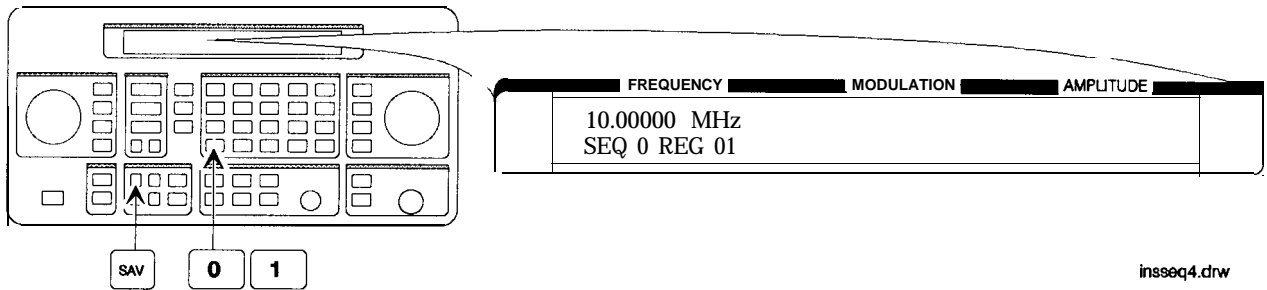 FREQUENCY MODULATION AMPLITUDE
10.00000 MHz
SEQ 0 REG 01
SAV 0 1
insseq4.drw